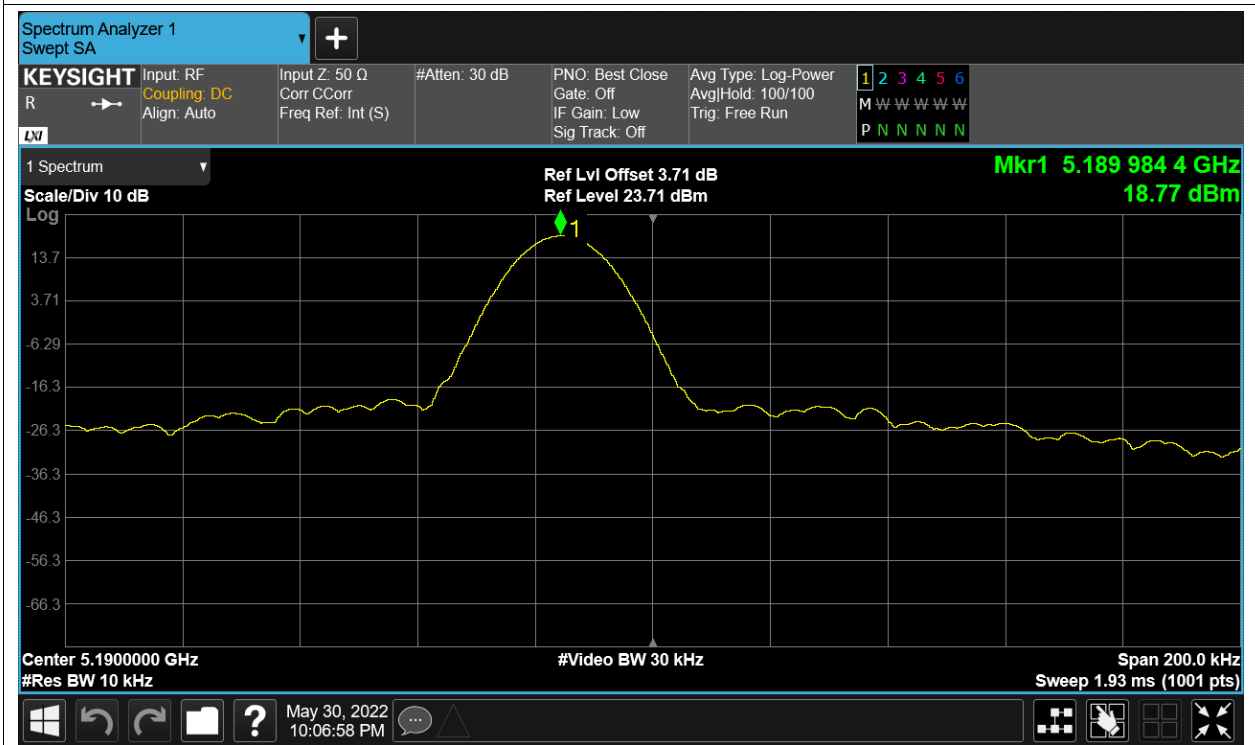 Spectrum Analyzer 1
Swept SA
+
KEYSIGHT
R
LXI
Input: RF
Coupling: DC
Align: Auto
Input Z: 50 Ω
Corr CCorr
Freq Ref: Int (S)
#Atten: 30 dB
PNO: Best Close
Gate: Off
IF Gain: Low
Sig Track: Off
Avg Type: Log-Power
Avg|Hold: 100/100
Trig: Free Run
1 2 3 4 5 6
M W W W W W
P N N N N N
1 Spectrum
Scale/Div 10 dB
Log
Ref Lvl Offset 3.71 dB
Ref Level 23.71 dBm
Mkr1 5.189 984 4 GHz
18.77 dBm
1
13.7
3.71
-6.29
-16.3
-26.3
-36.3
-46.3
-56.3
-66.3
Center 5.1900000 GHz
#Res BW 10 kHz
#Video BW 30 kHz
Span 200.0 kHz
Sweep 1.93 ms (1001 pts)
?
May 30, 2022
10:06:58 PM